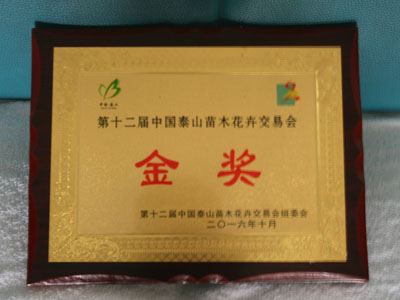 第十二届中国泰山苗木花卉交易会
金奖
第十二届中国泰山苗木花卉交易会组委会
二〇一六年十月